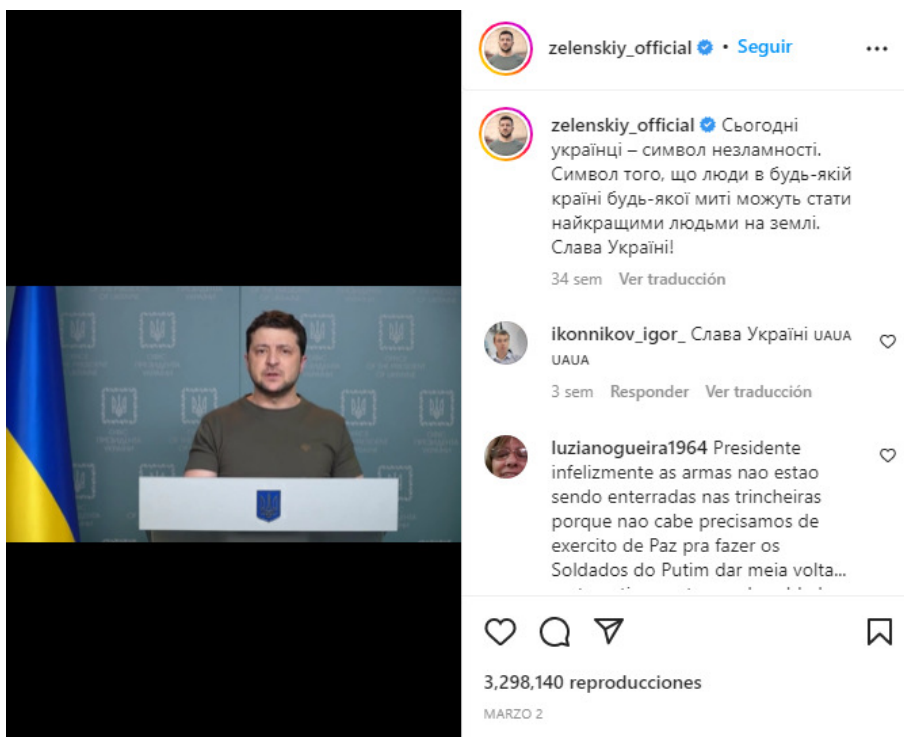 zelenskiy_official • Seguir
zelenskiy_official Сьогодні
українці – символ незламності.
Символ того, що люди в будь-якій
країні будь-якої миті можуть стати
найкращими людьми на землі.
Слава Україні!
34 sem Ver traducción
ikonnikov_igor_ Слава Україні UAUA
UAUA
3 sem Responder Ver traducción
luzianogueira1964 Presidente
infelizmente as armas nao estao
sendo enterradas nas trincheiras
porque nao cabe precisamos de
exercito de Paz pra fazer os
Soldados do Putim dar meia volta...
3,298,140 reproducciones
MARZO 2